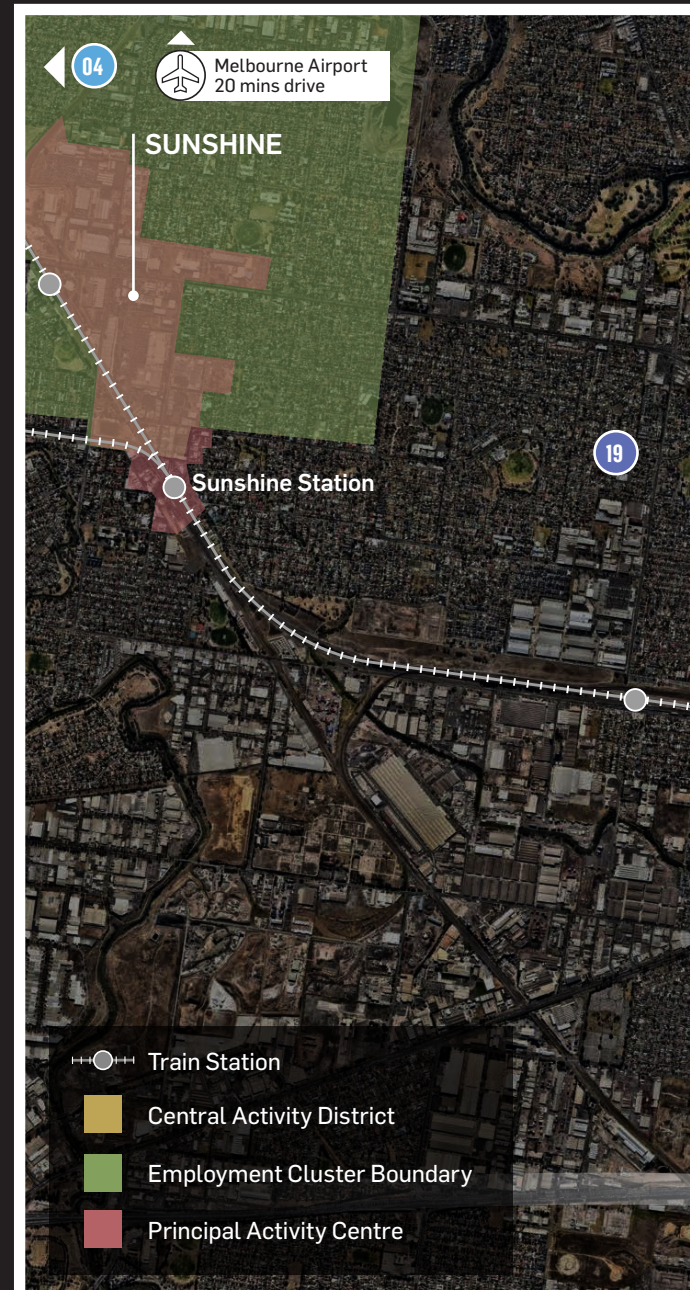 04
Melbourne Airport
20 mins drive
SUNSHINE
19
Sunshine Station
Train Station
Central Activity District
Employment Cluster Boundary
Principal Activity Centre